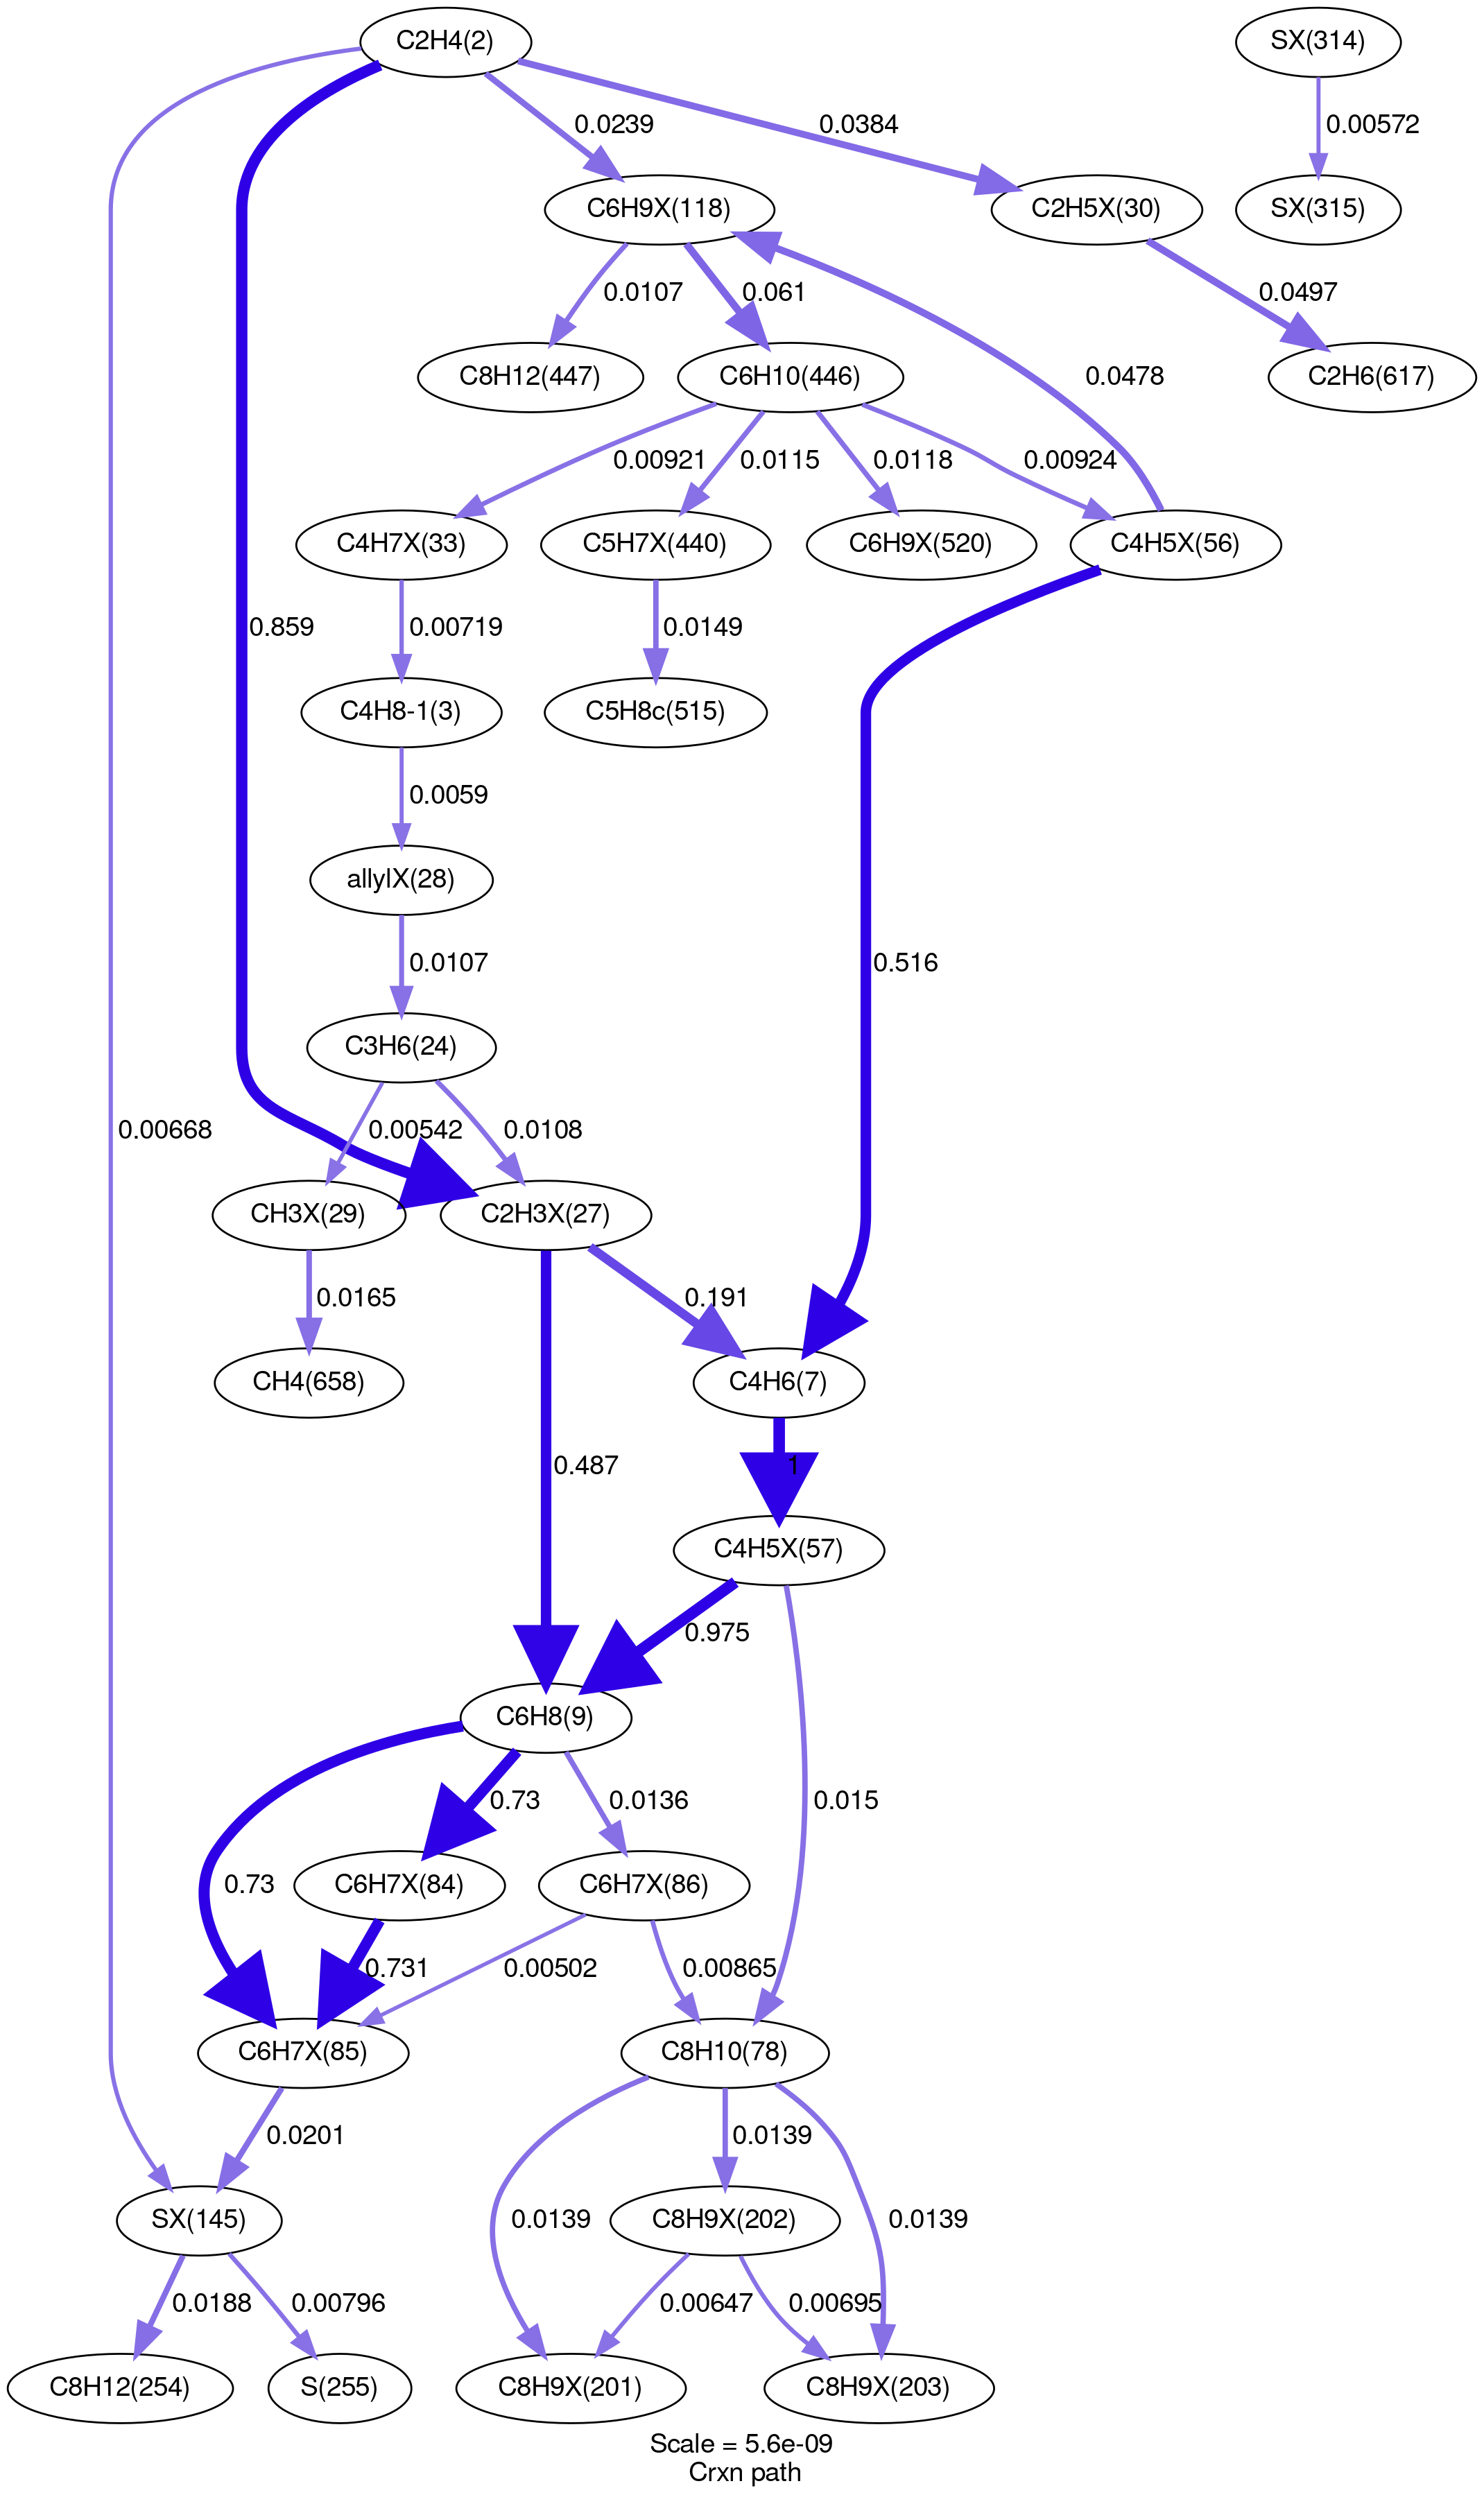 C2H4(2)
SX(314)
0.0239
0.0384
0.00572
C6H9X(118)
C2H5X(30)
SX(315)
0.0107
0.061
0.0497
C8H12(447)
C6H10(446)
0.0478
C2H6(617)
0.00921
0.0115
0.0118
0.00924
C4H7X(33)
C5H7X(440)
C6H9X(520)
C4H5X(56)
0.859
0.00719
0.0149
C4H8-1(3)
C5H8c(515)
0.0059
allylX(28)
0.0107
0.516
C3H6(24)
0.00668
0.00542
0.0108
CH3X(29)
C2H3X(27)
0.0165
0.191
CH4(658)
C4H6(7)
0.487
1
C4H5X(57)
0.975
C6H8(9)
0.73
0.0136
0.015
0.73
C6H7X(84)
C6H7X(86)
0.731
0.00502
0.00865
C6H7X(85)
C8H10(78)
0.0201
0.0139
SX(145)
0.0139
C8H9X(202)
0.0139
0.0188
0.00796
0.00647
0.00695
C8H12(254)
S(255)
C8H9X(201)
C8H9X(203)
Scale = 5.6e-09
Crxn path